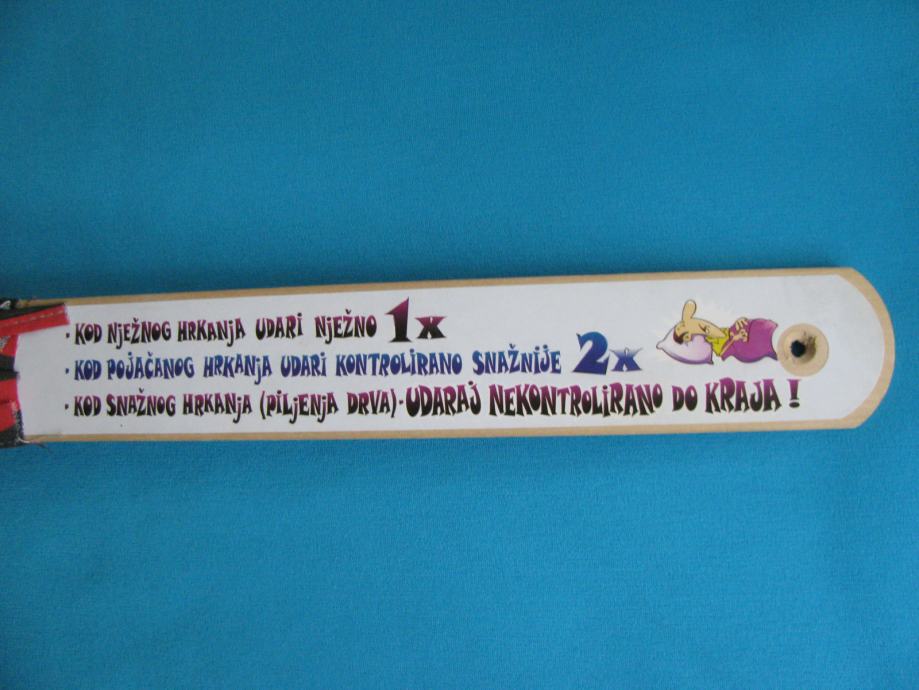 · KOD NJEŽNOG HRKANJA UDARI NJEŽNO 1X
· KOD POJAČANOG HRKANJA UDARI KONTROLIRANO SNAŽNIJE 2X
· KOD SNAŽNOG HRKANJA (PILJENJA DRVA)-UDARAJ NEKONTROLIRANO DO KRAJA!